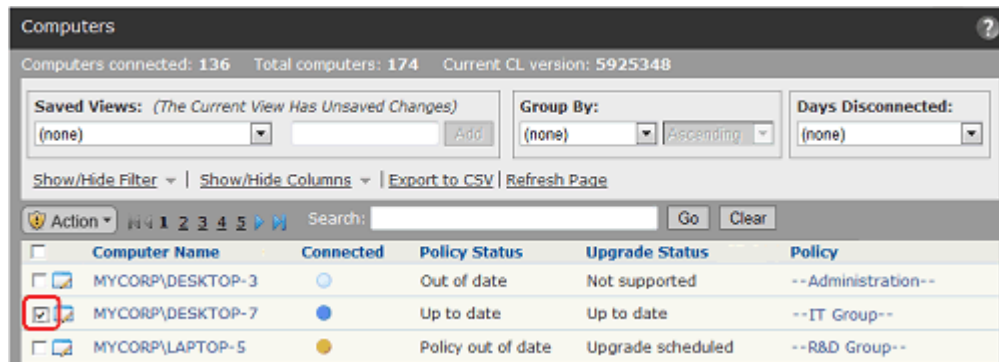 Computers ?
Computers connected: 136 Total computers: 174 Current CL version: 5925348
Saved Views: (The Current View Has Unsaved Changes) Group By: Days Disconnected:
(none) Add (none) Ascending (none)
Show/Hide Filter | Show/Hide Columns | Export to CSV | Refresh Page
Action 1 2 3 4 5 Search: Go Clear
Computer Name Connected Policy Status Upgrade Status Policy
MYCORP\DESKTOP-3 Out of date Not supported --Administration--
MYCORP\DESKTOP-7 Up to date Up to date --IT Group--
MYCORP\LAPTOP-5 Policy out of date Upgrade scheduled --R&D Group--